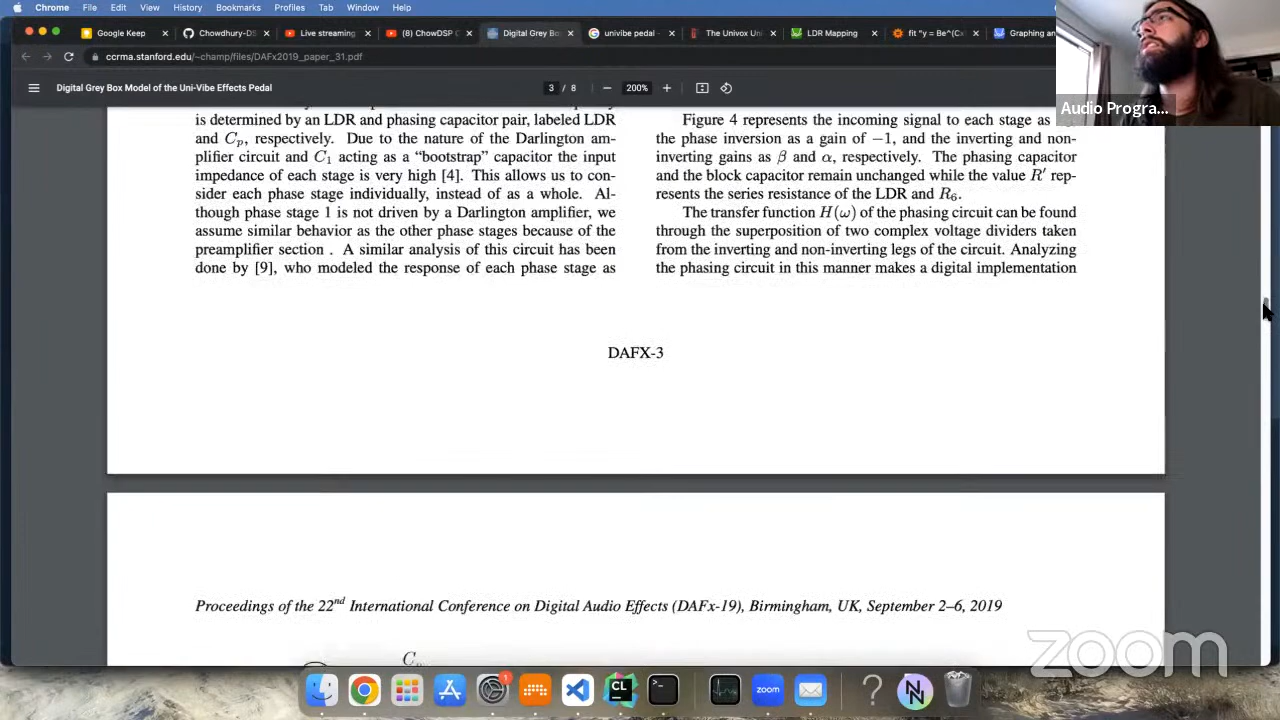 Chrome File Edit View History Bookmarks Profiles Tab Window Help
Google Keep Chowdhury-DS Live streaming (8) ChowDSP C Digital Grey Bo univibe pedal - The Univox Uni LDR Mapping fit "y = Be^(Cx Graphing an
ccrma.stanford.edu/~champ/files/DAFx2019_paper_31.pdf
Digital Grey Box Model of the Uni-Vibe Effects Pedal 3 / 8 200%
Audio Progra...
is determined by an LDR and phasing capacitor pair, labeled LDR
and Cp, respectively. Due to the nature of the Darlington am-
plifier circuit and C1 acting as a “bootstrap” capacitor the input
impedance of each stage is very high [4]. This allows us to con-
sider each phase stage individually, instead of as a whole. Al-
though phase stage 1 is not driven by a Darlington amplifier, we
assume similar behavior as the other phase stages because of the
preamplifier section . A similar analysis of this circuit has been
done by [9], who modeled the response of each phase stage as
Figure 4 represents the incoming signal to each stage as
the phase inversion as a gain of −1, and the inverting and non-
inverting gains as β and α, respectively. The phasing capacitor
and the block capacitor remain unchanged while the value R′ rep-
resents the series resistance of the LDR and R6.
The transfer function H(ω) of the phasing circuit can be found
through the superposition of two complex voltage dividers taken
from the inverting and non-inverting legs of the circuit. Analyzing
the phasing circuit in this manner makes a digital implementation
DAFX-3
Proceedings of the 22nd International Conference on Digital Audio Effects (DAFx-19), Birmingham, UK, September 2–6, 2019
zoom
1
CL
zoom